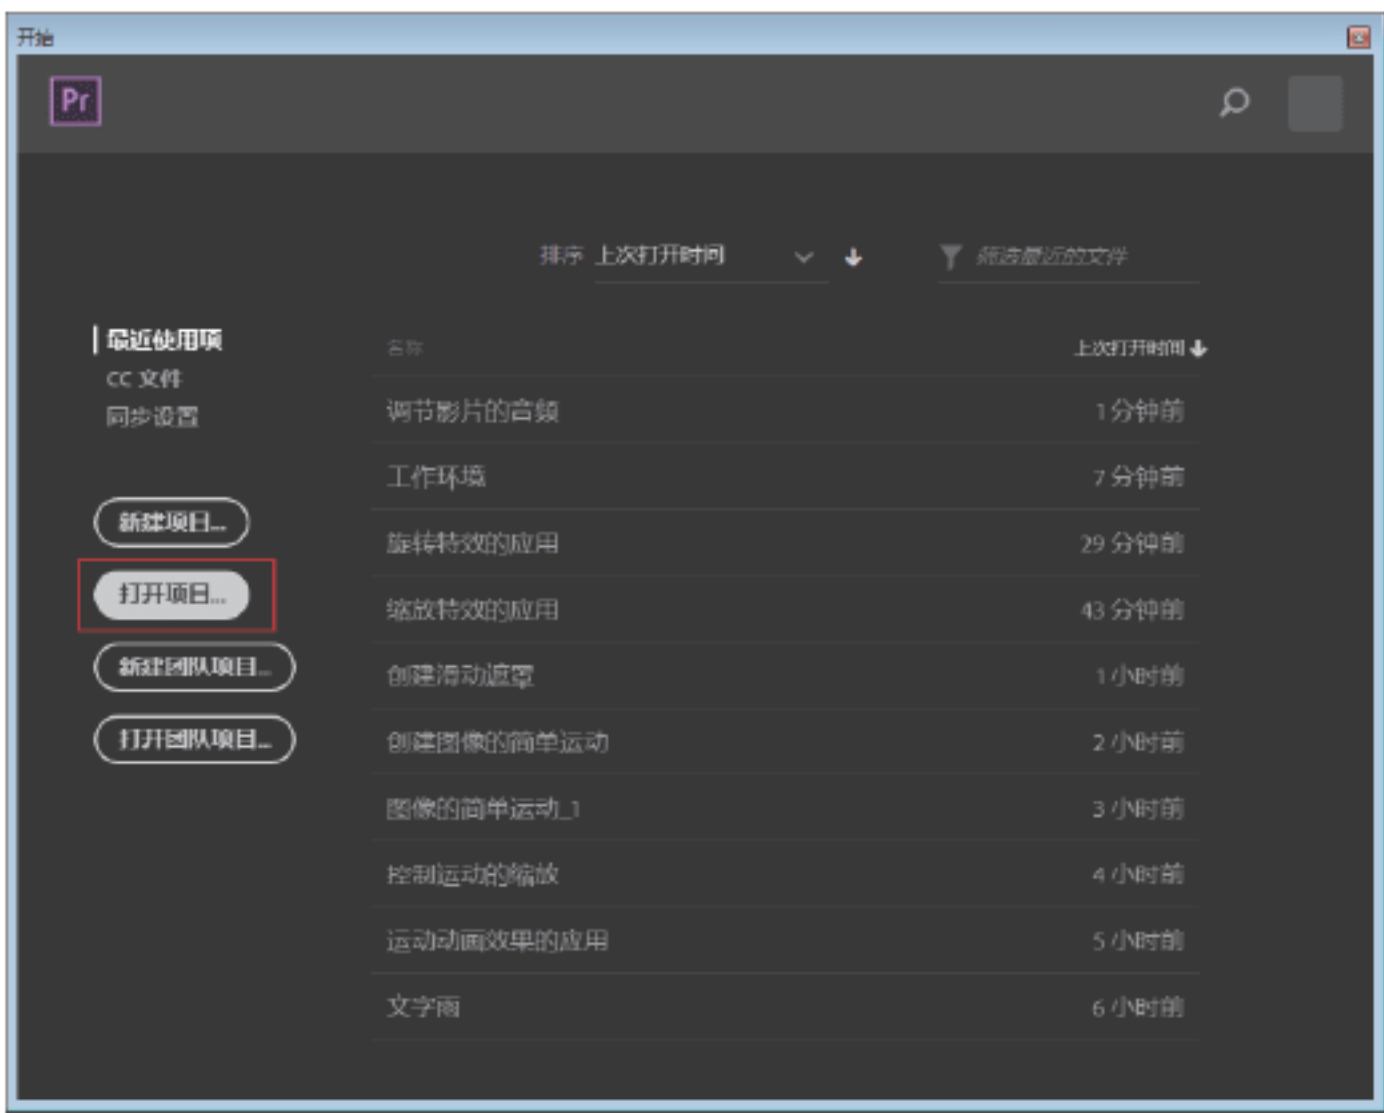 开始
Pr
排序 上次打开时间 筛选最近的文件
最近使用项
CC 文件
同步设置
新建项目...
打开项目...
新建团队项目...
打开团队项目...
名称 上次打开时间
调节影片的音频 1 分钟前
工作环境 7 分钟前
旋转特效的应用 29 分钟前
缩放特效的应用 43 分钟前
创建滑动遮罩 1 小时前
创建图像的简单运动 2 小时前
图像的简单运动_1 3 小时前
控制运动的缩放 4 小时前
运动动画效果的应用 5 小时前
文字雨 6 小时前